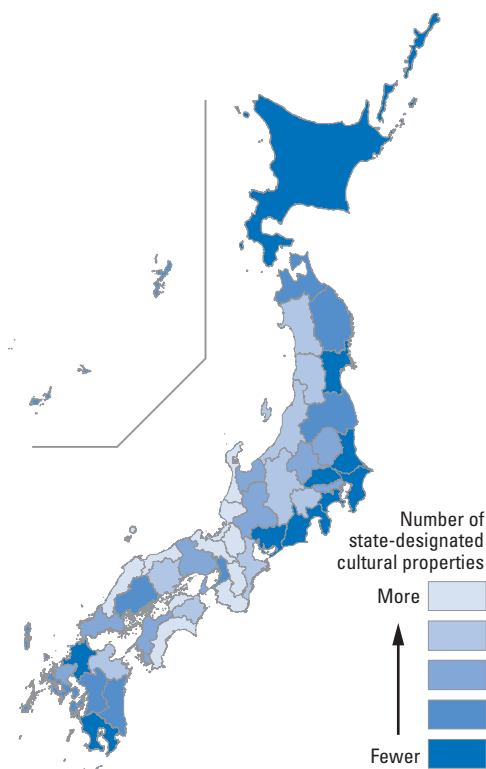 Number of
state-designated
cultural properties
More
Fewer